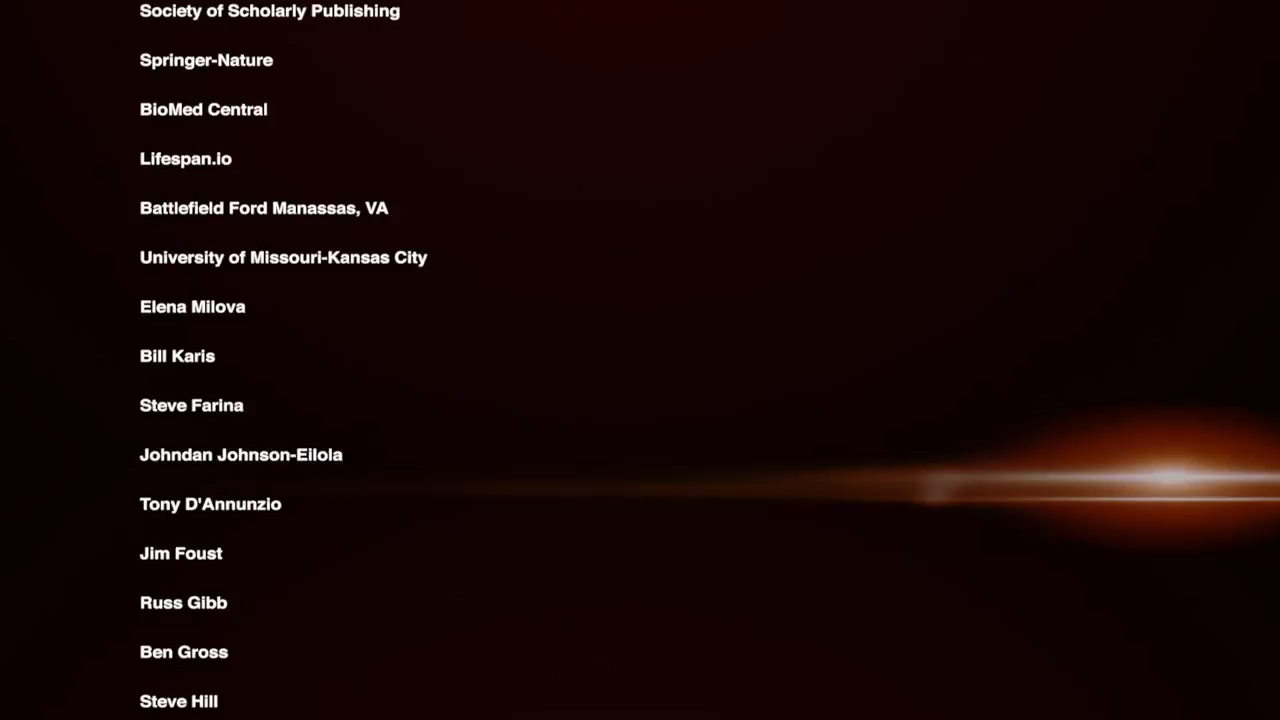 Society of Scholarly Publishing
Springer-Nature
BioMed Central
Lifespan.io
Battlefield Ford Manassas, VA
University of Missouri-Kansas City
Elena Milova
Bill Karis
Steve Farina
Johndan Johnson-Eilola
Tony D'Annunzio
Jim Foust
Russ Gibb
Ben Gross
Steve Hill